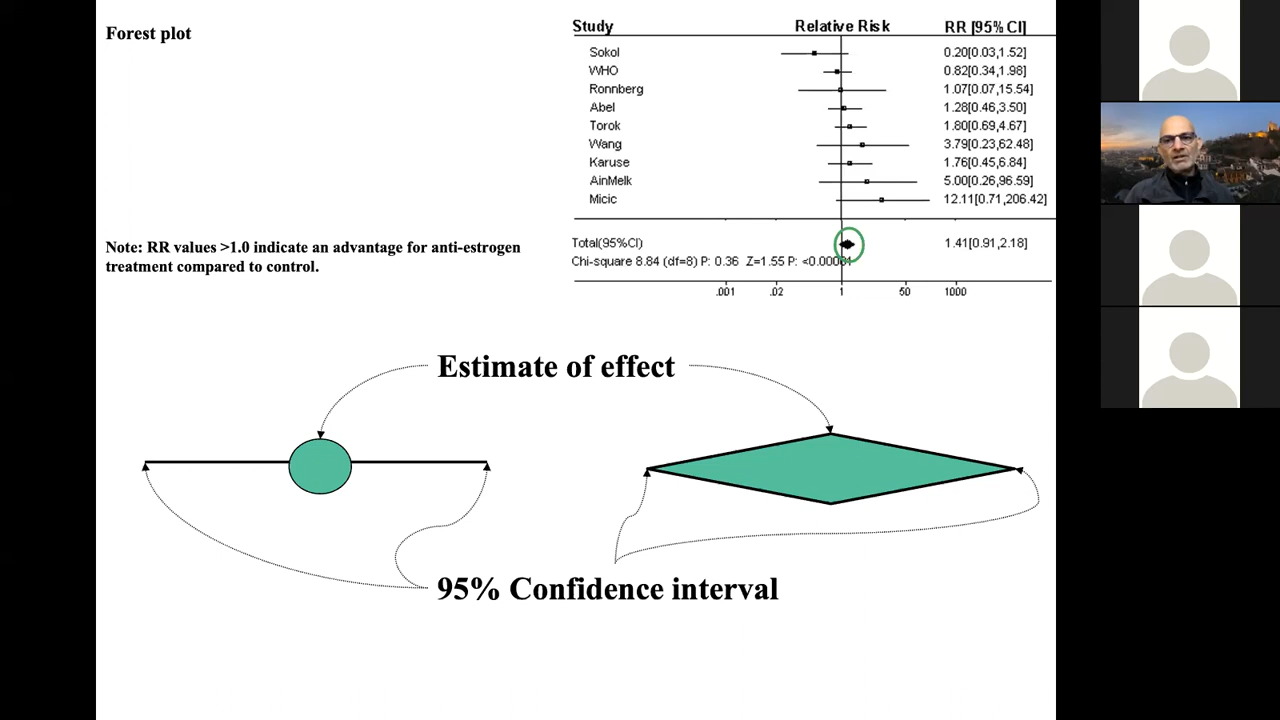 Forest plot
Note: RR values >1.0 indicate an advantage for anti-estrogen
treatment compared to control.
Study Relative Risk RR [95% CI]
Sokol 0.20[0.03,1.52]
WHO 0.82[0.34,1.98]
Ronnberg 1.07[0.07,15.54]
Abel 1.28[0.46,3.50]
Torok 1.80[0.69,4.67]
Wang 3.79[0.23,62.48]
Karuse 1.76[0.45,6.84]
AinMelk 5.00[0.26,96.59]
Micic 12.11[0.71,206.42]
Total(95%CI) 1.41[0.91,2.18]
Chi-square 8.84 (df=8) P: 0.36 Z=1.55 P: <0.00001
.001 .02 1 50 1000
Estimate of effect
95% Confidence interval